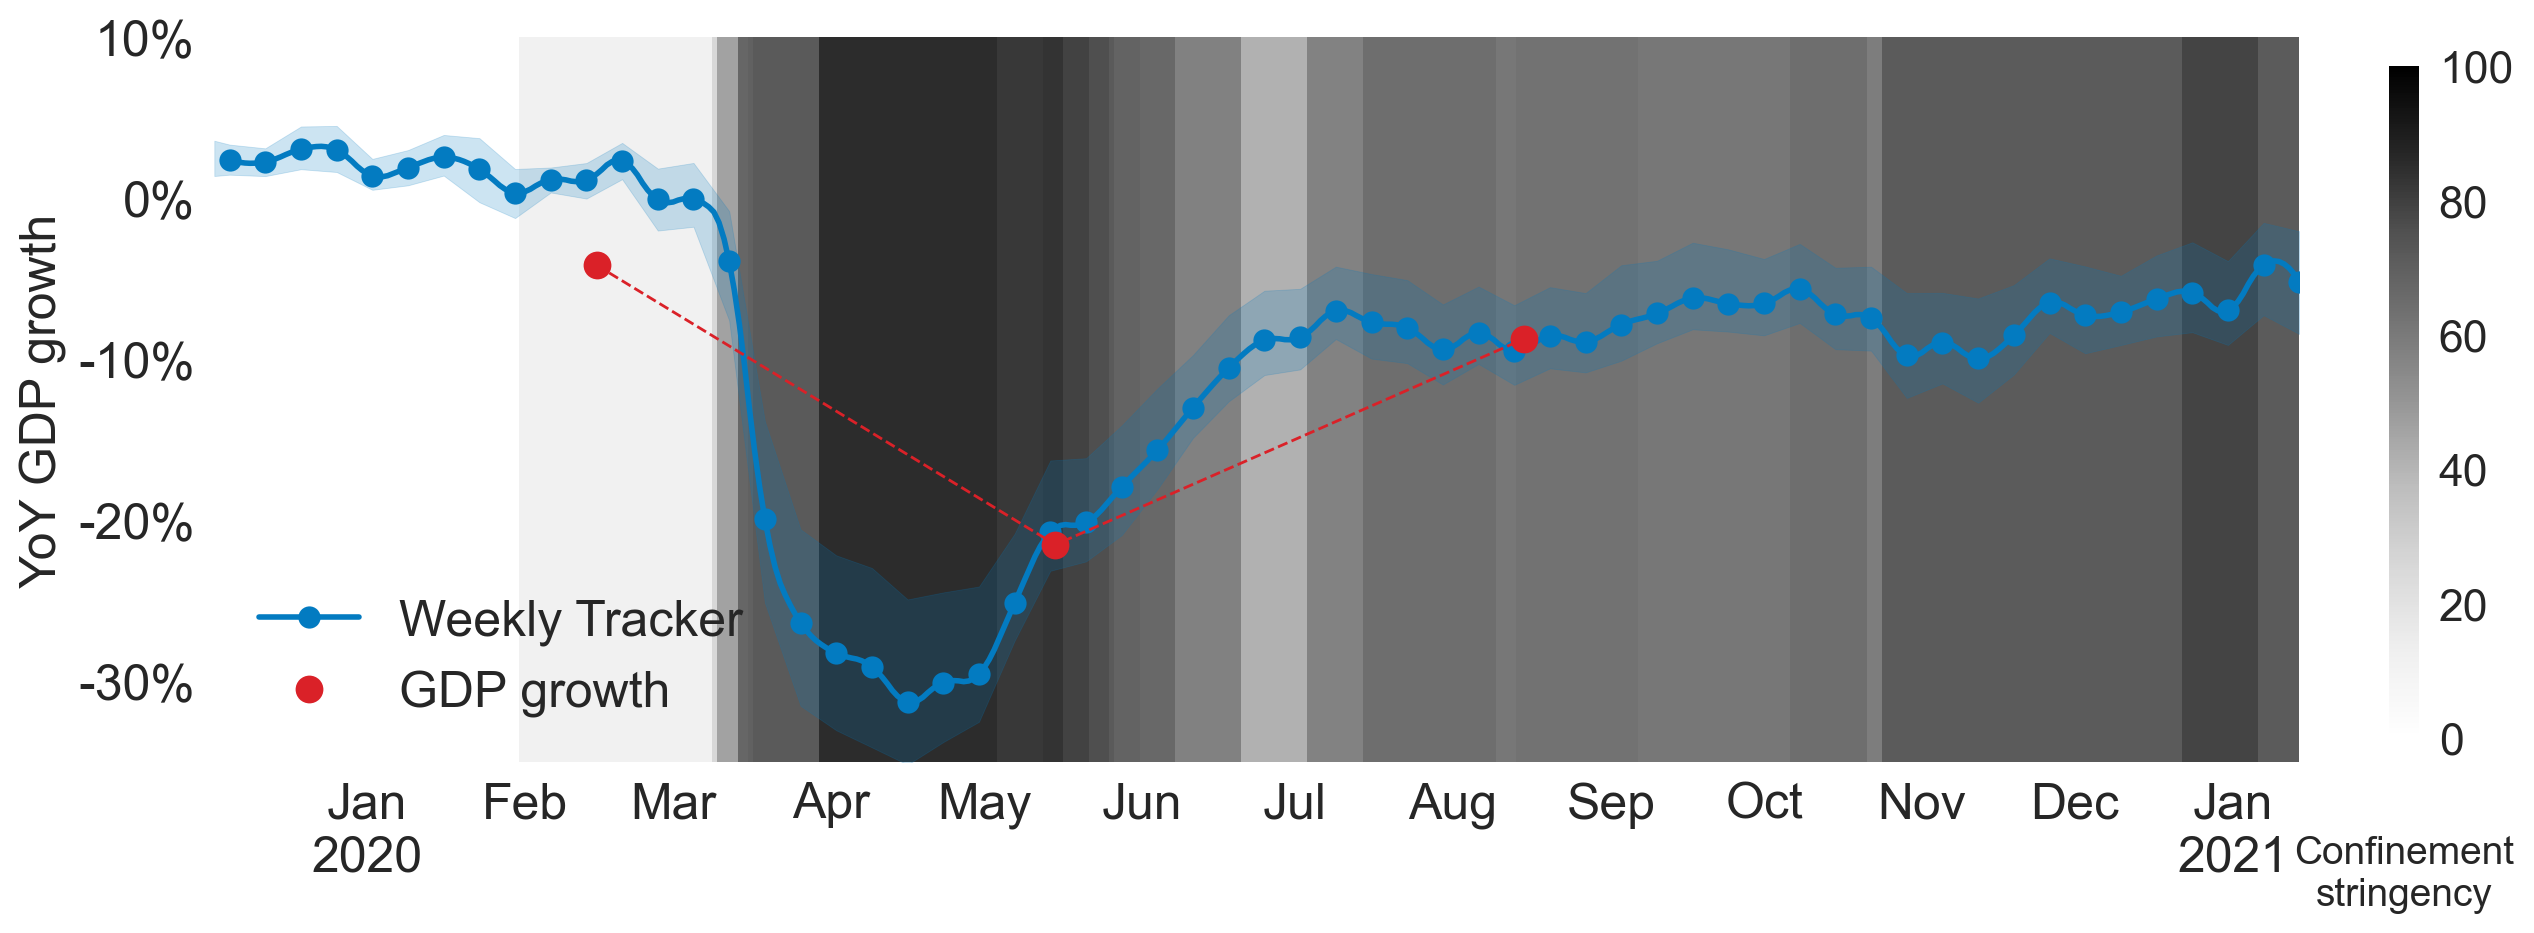 10%
0%
-10%
-20%
-30%
YoY GDP growth
Weekly Tracker
GDP growth
Jan
2020
Feb
Mar
Apr
May
Jun
Jul
Aug
Sep
Oct
Nov
Dec
Jan
2021
100
80
60
40
20
0
Confinement
stringency